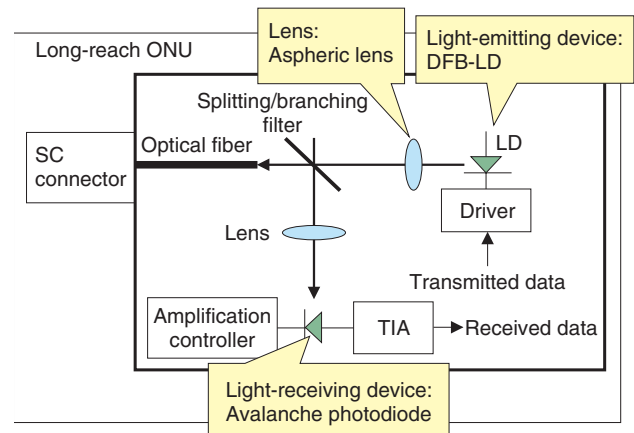 Long-reach ONU
Lens:
Aspheric lens
Light-emitting device:
DFB-LD
Splitting/branching
filter
Optical fiber
SC
connector
LD
Driver
Lens
Transmitted data
Amplification
controller
TIA
Received data
Light-receiving device:
Avalanche photodiode